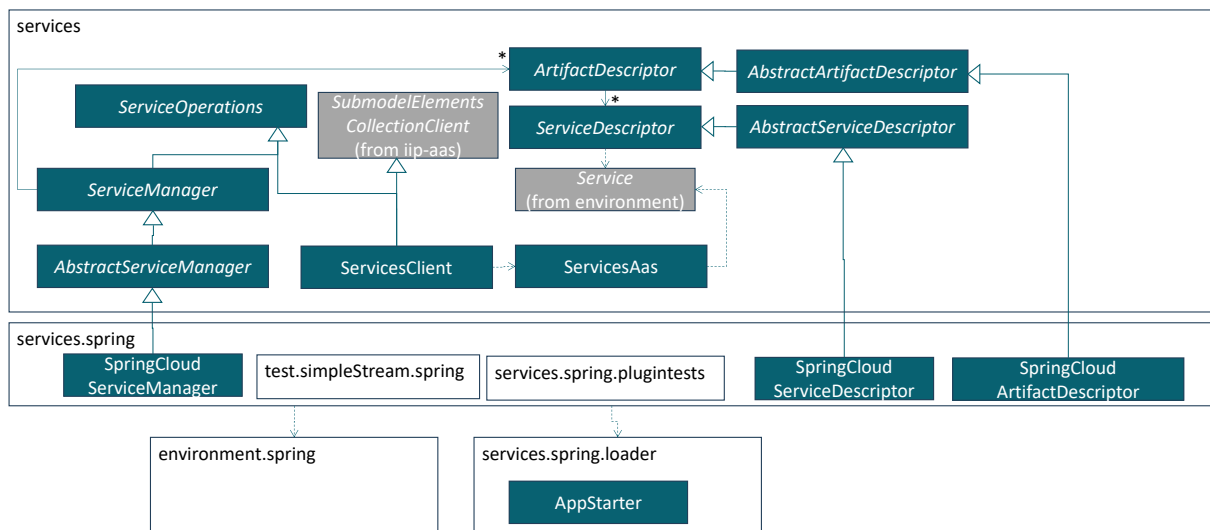 services
*
ArtifactDescriptor
AbstractArtifactDescriptor
ServiceOperations
SubmodelElements
CollectionClient
(from iip-aas)
*
ServiceDescriptor
AbstractServiceDescriptor
ServiceManager
Service
(from environment)
AbstractServiceManager
ServicesClient
ServicesAas
services.spring
SpringCloud
ServiceManager
test.simpleStream.spring
services.spring.plugintests
SpringCloud
ServiceDescriptor
SpringCloud
ArtifactDescriptor
environment.spring
services.spring.loader
AppStarter